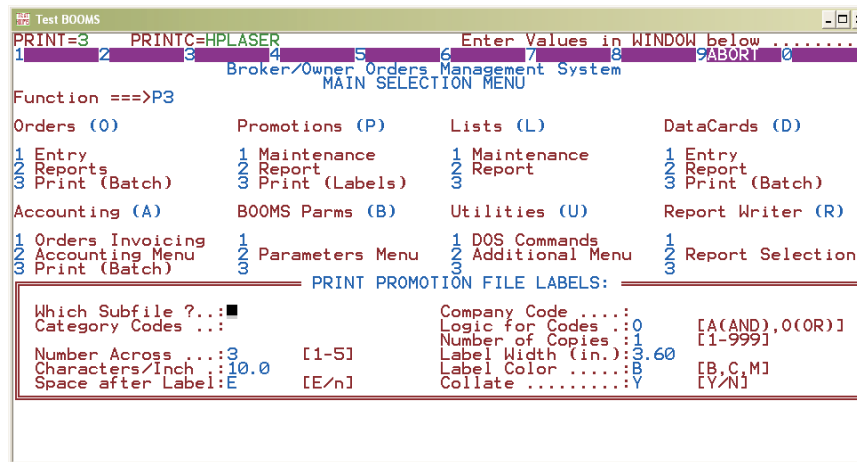 Test BOOMS
PRINT=3 PRINTC=HPLASER Enter Values in WINDOW below ........
1 2 3 4 5 6 7 8 9ABORT 0
Broker/Owner Orders Management System
MAIN SELECTION MENU
Function ===>P3
Orders (O) Promotions (P) Lists (L) DataCards (D)
1 Entry 1 Maintenance 1 Maintenance 1 Entry
2 Reports 2 Report 2 Report 2 Report
3 Print (Batch) 3 Print (Labels) 3 3 Print (Batch)
Accounting (A) BOOMS Parms (B) Utilities (U) Report Writer (R)
1 Orders Invoicing 1 1 DOS Commands 1
2 Accounting Menu 2 Parameters Menu 2 Additional Menu 2 Report Selection
3 Print (Batch) 3 3 3
PRINT PROMOTION FILE LABELS:
Which Subfile ?..: Company Code ....:
Category Codes ..: Logic for Codes .:O [A(AND),O(OR)]
Number of Copies :1 [1-999]
Number Across ...:3 [1-5] Label Width (in.):3.60
Characters/Inch .:10.0 Label Color .....:B [B,C,M]
Space after Label:E [E/n] Collate .........:Y [Y/N]